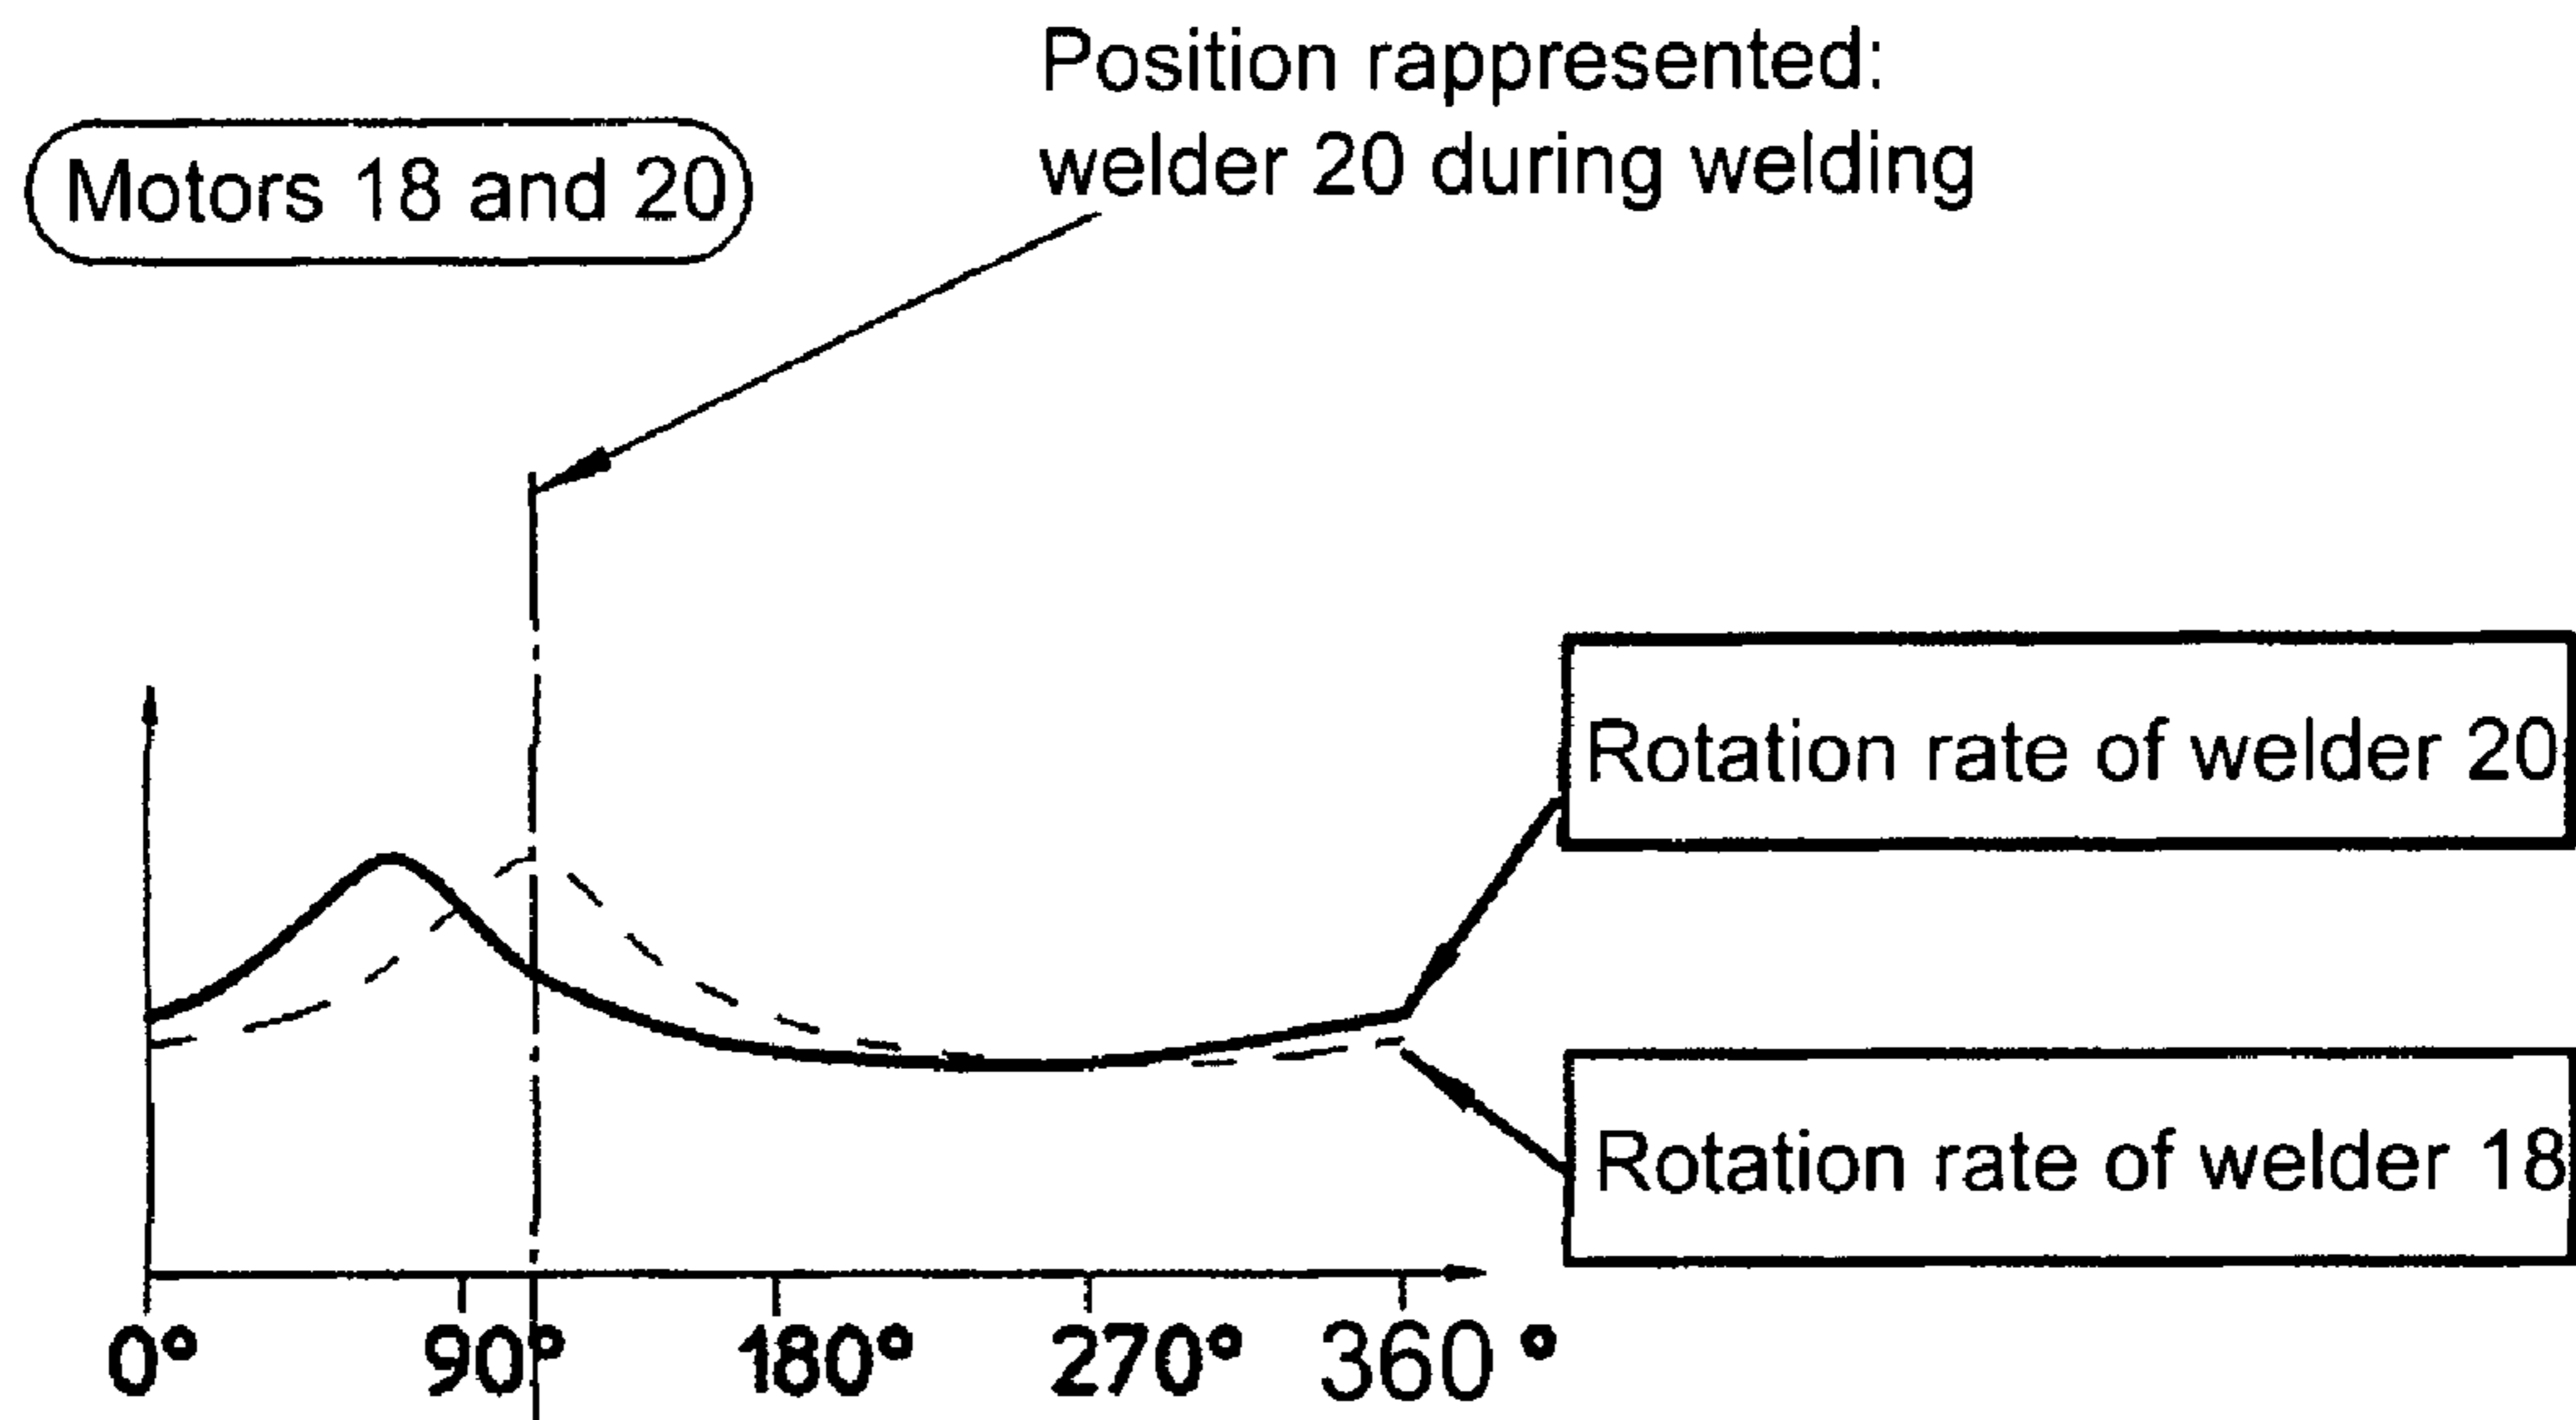 Position rappresented:
welder 20 during welding
Motors 18 and 20
Rotation rate of welder 20
Rotation rate of welder 18
0° 90° 180° 270° 360 °